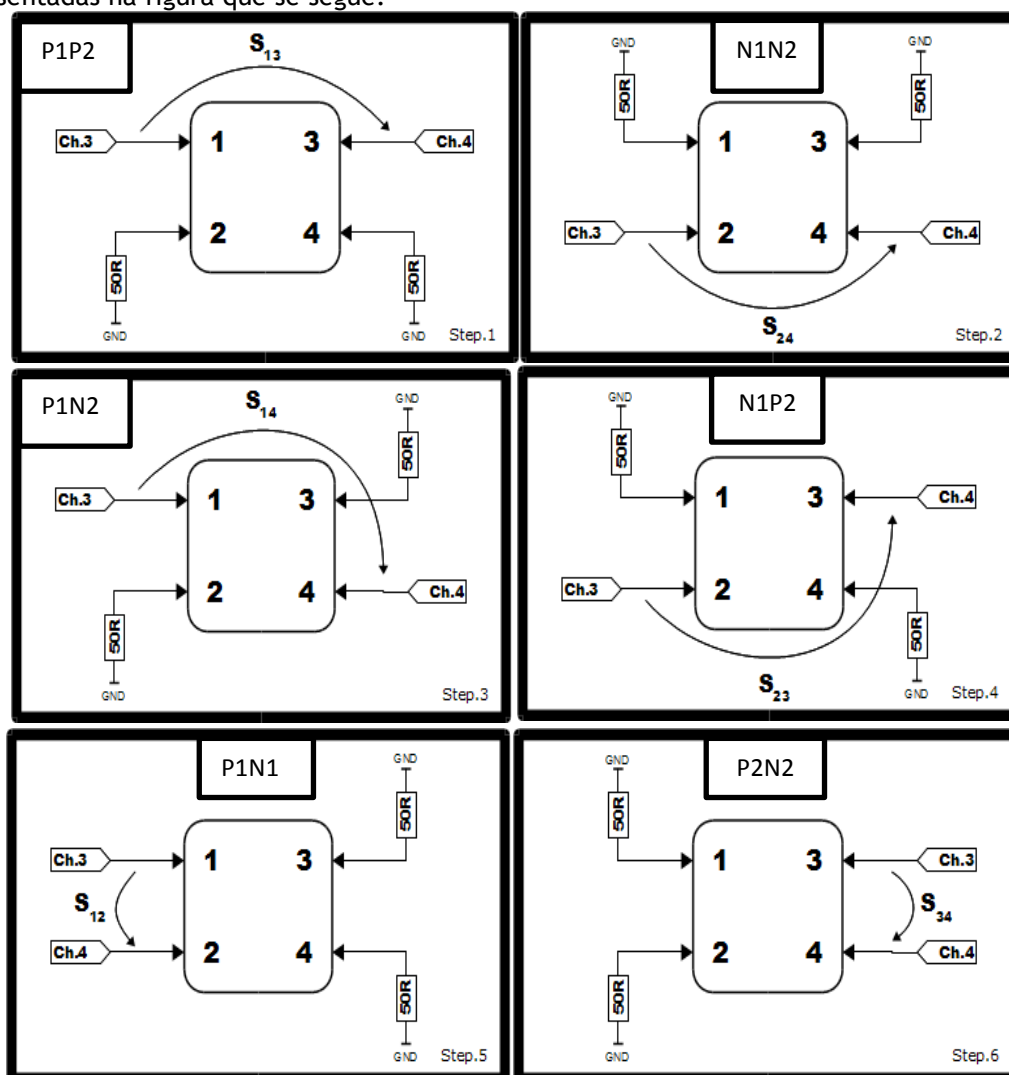 sentadas na figura que se segue:
P1P2
S13
Ch.3
1
3
Ch.4
2
4
50R
50R
GND
GND
Step.1
N1N2
GND
GND
50R
50R
1
3
Ch.3
2
4
Ch.4
S24
Step.2
P1N2
S14
GND
50R
Ch.3
1
3
2
4
Ch.4
50R
GND
Step.3
N1P2
GND
50R
1
3
Ch.4
Ch.3
2
4
50R
S23
GND
Step.4
P1N1
GND
50R
Ch.3
1
3
S12
Ch.4
2
4
50R
GND
Step.5
P2N2
GND
50R
1
3
Ch.3
S34
2
4
Ch.4
50R
GND
Step.6